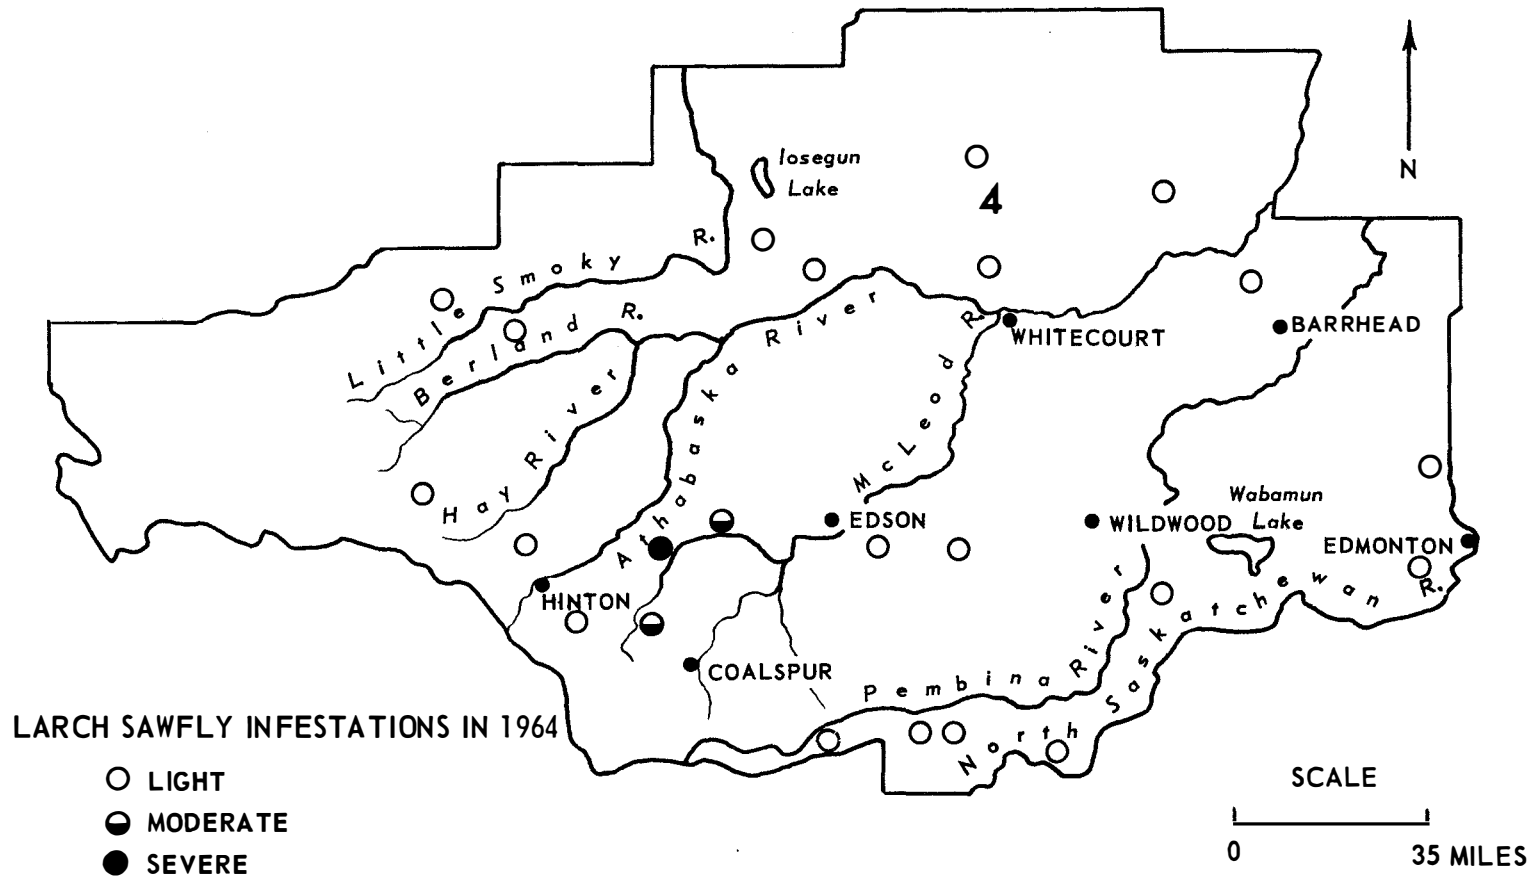 Iosegun
Lake
4
N
Little Smoky R.
Berland R.
Hay River
Athabaska River
McLeod R.
WHITECOURT
BARRHEAD
EDSON
WILDWOOD
Wabamun
Lake
EDMONTON
HINTON
COALSPUR
Pembina River
North Saskatchewan R.
LARCH SAWFLY INFESTATIONS IN 1964
LIGHT
MODERATE
SEVERE
SCALE
0 35 MILES